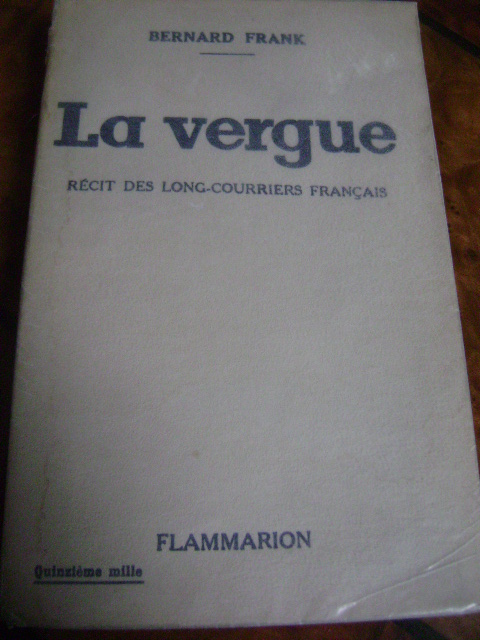 BERNARD FRANK
La vergue
RÉCIT DES LONG-COURRIERS FRANÇAIS
FLAMMARION
Quinzième mille